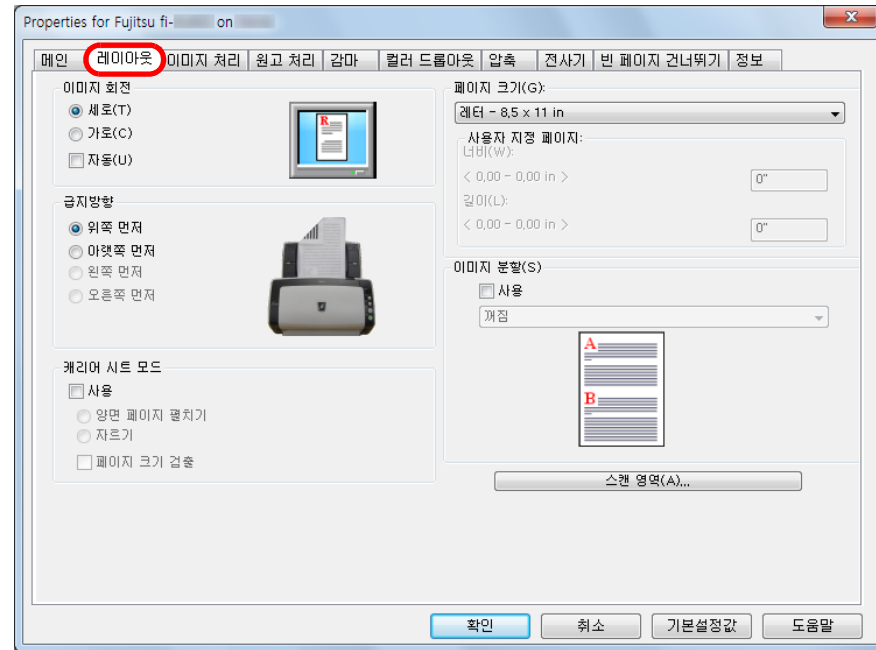 Properties for Fujitsu fi- on
메인 레이아웃 이미지 처리 원고 처리 감마 컬러 드롭아웃 압축 전사기 빈 페이지 건너뛰기 정보
이미지 회전
세로(T)
가로(C)
자동(U)
R
급지방향
위쪽 먼저
아랫쪽 먼저
왼쪽 먼저
오른쪽 먼저
캐리어 시트 모드
사용
양면 페이지 펼치기
자르기
페이지 크기 검출
페이지 크기(G):
레터 - 8,5 x 11 in
사용자 지정 페이지:
너비(W):
< 0,00 - 0,00 in >
0"
길이(L):
< 0,00 - 0,00 in >
0"
이미지 분할(S)
사용
꺼짐
A
B
스캔 영역(A)...
확인 취소 기본설정값 도움말